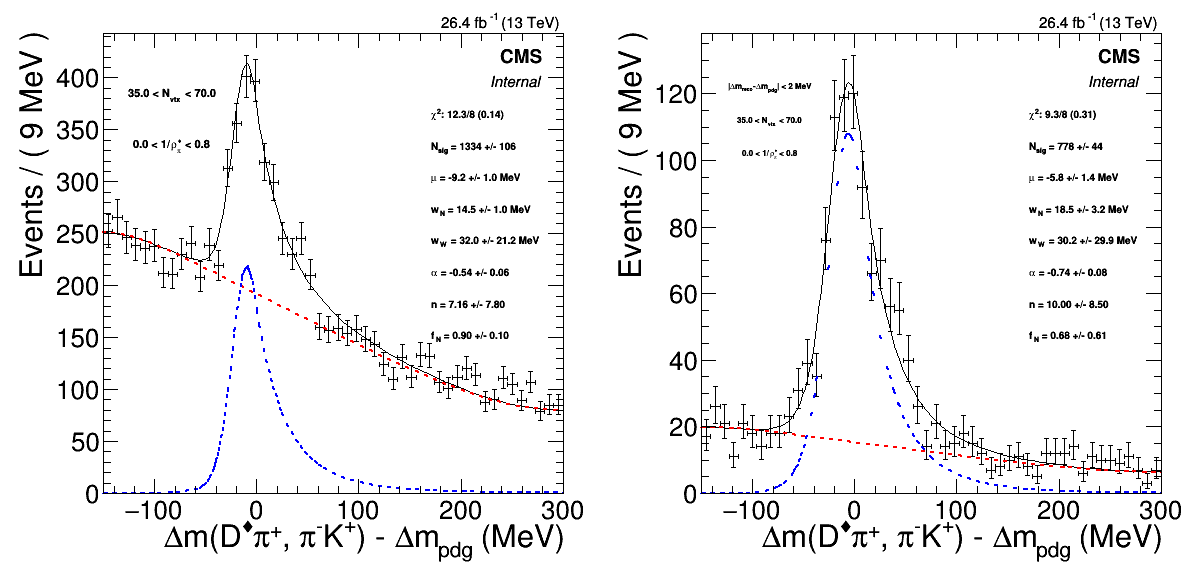 26.4 fb⁻¹ (13 TeV)
CMS
Internal
35.0 < N_vtx < 70.0
0.0 < 1/ρ_π^♦ < 0.8
χ²: 12.3/8 (0.14)
N_sig = 1334 +/- 106
μ = -9.2 +/- 1.0 MeV
w_N = 14.5 +/- 1.0 MeV
w_W = 32.0 +/- 21.2 MeV
α = -0.54 +/- 0.06
n = 7.16 +/- 7.80
f_N = 0.90 +/- 0.10
Events / ( 9 MeV )
400
350
300
250
200
150
100
50
0
−100 0 100 200 300
Δm(D♦π⁺, π⁻K⁺) - Δm_pdg (MeV)
26.4 fb⁻¹ (13 TeV)
CMS
Internal
|Δm_reco-Δm_pdg| < 2 MeV
35.0 < N_vtx < 70.0
0.0 < 1/ρ_π^♦ < 0.8
χ²: 9.3/8 (0.31)
N_sig = 778 +/- 44
μ = -5.8 +/- 1.4 MeV
w_N = 18.5 +/- 3.2 MeV
w_W = 30.2 +/- 29.9 MeV
α = -0.74 +/- 0.08
n = 10.00 +/- 8.50
f_N = 0.68 +/- 0.61
Events / ( 9 MeV )
120
100
80
60
40
20
0
−100 0 100 200 300
Δm(D♦π⁺, π⁻K⁺) - Δm_pdg (MeV)